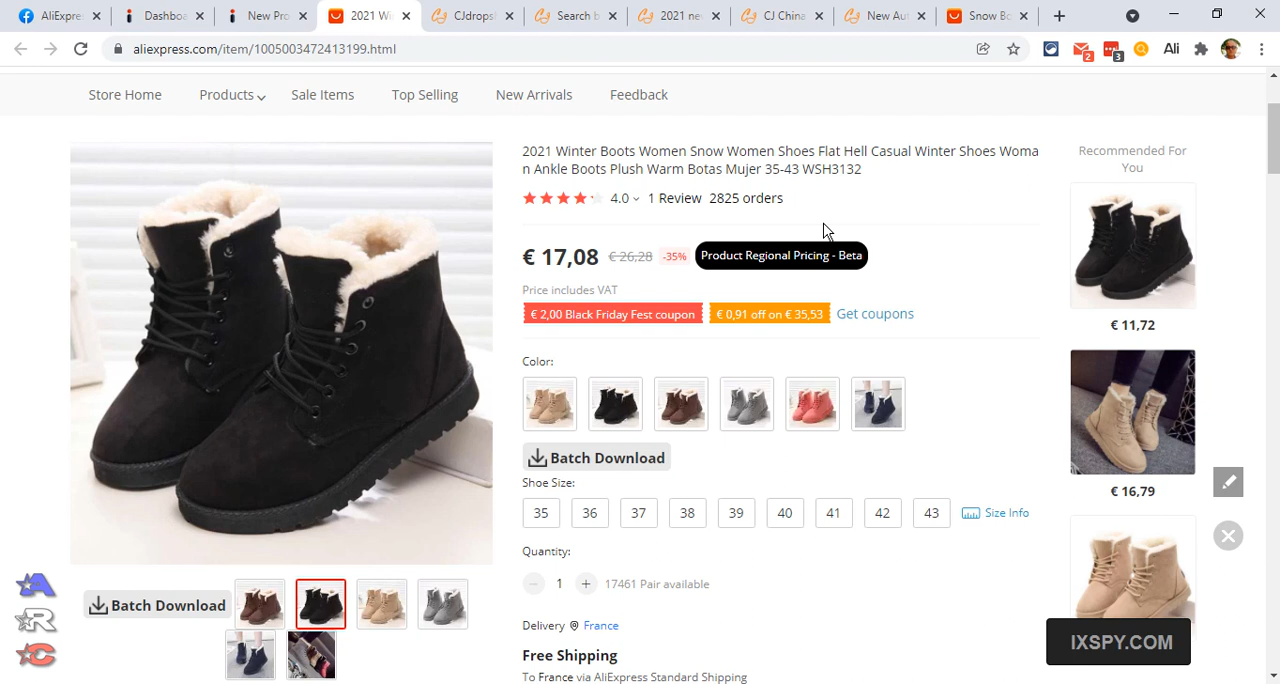 AliExpre
Dashboa
New Pro
2021 Wi
CJdrops
Search b
2021 ne
CJ China
New Aut
Snow Bo
aliexpress.com/item/1005003472413199.html
2
3
Ali
Store Home
Products
Sale Items
Top Selling
New Arrivals
Feedback
2021 Winter Boots Women Snow Women Shoes Flat Hell Casual Winter Shoes Woma
n Ankle Boots Plush Warm Botas Mujer 35-43 WSH3132
4.0
1 Review
2825 orders
€ 17,08
€ 26,28
-35%
Product Regional Pricing - Beta
Price includes VAT
€ 2,00 Black Friday Fest coupon
€ 0,91 off on € 35,53
Get coupons
Color:
Batch Download
Shoe Size:
35
36
37
38
39
40
41
42
43
Size Info
Quantity:
1
17461 Pair available
Delivery
France
Free Shipping
To France via AliExpress Standard Shipping
Batch Download
A
R
C
Recommended For
You
€ 11,72
€ 16,79
IXSPY.COM